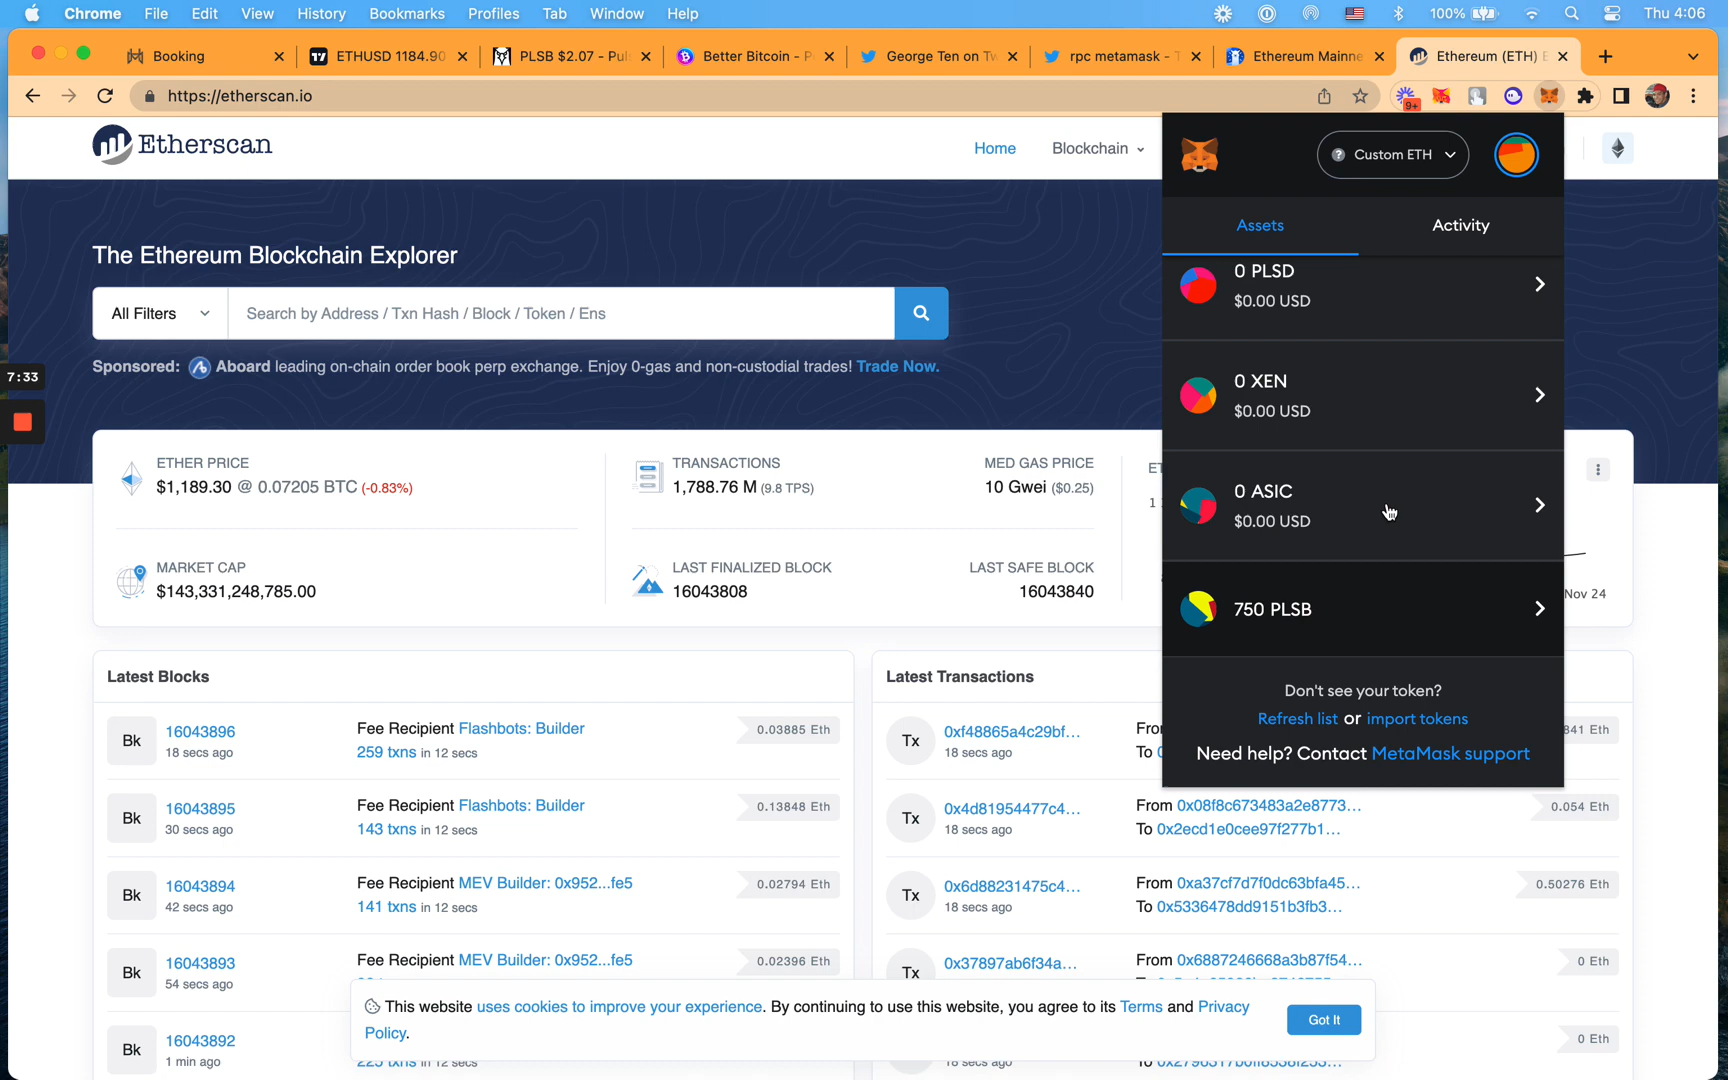 Chrome File Edit View History Bookmarks Profiles Tab Window Help 100% Thu 4:06
Booking
ETHUSD 1184.90
PLSB $2.07 - Pul
Better Bitcoin - P
George Ten on Tw
rpc metamask - T
Ethereum Mainne
Ethereum (ETH) E
https://etherscan.io
9+
Etherscan
Home Blockchain
Custom ETH
Assets Activity
The Ethereum Blockchain Explorer
All Filters Search by Address / Txn Hash / Block / Token / Ens
Sponsored: Aboard leading on-chain order book perp exchange. Enjoy 0-gas and non-custodial trades! Trade Now.
7:33
0 PLSD
$0.00 USD
0 XEN
$0.00 USD
0 ASIC
$0.00 USD
750 PLSB
Don't see your token?
Refresh list or import tokens
Need help? Contact MetaMask support
ETHER PRICE
$1,189.30 @ 0.07205 BTC (-0.83%)
MARKET CAP
$143,331,248,785.00
TRANSACTIONS
1,788.76 M (9.8 TPS)
MED GAS PRICE
10 Gwei ($0.25)
LAST FINALIZED BLOCK
16043808
LAST SAFE BLOCK
16043840
ET
1
Nov 24
Latest Blocks
Bk 16043896
18 secs ago
Fee Recipient Flashbots: Builder
259 txns in 12 secs
0.03885 Eth
Bk 16043895
30 secs ago
Fee Recipient Flashbots: Builder
143 txns in 12 secs
0.13848 Eth
Bk 16043894
42 secs ago
Fee Recipient MEV Builder: 0x952...fe5
141 txns in 12 secs
0.02794 Eth
Bk 16043893
54 secs ago
Fee Recipient MEV Builder: 0x952...fe5
0.02396 Eth
Bk 16043892
1 min ago
Latest Transactions
Tx 0xf48865a4c29bf...
18 secs ago
From
To
841 Eth
Tx 0x4d81954477c4...
18 secs ago
From 0x08f8c673483a2e8773...
To 0x2ecd1e0cee97f277b1...
0.054 Eth
Tx 0x6d88231475c4...
18 secs ago
From 0xa37cf7d7f0dc63bfa45...
To 0x5336478dd9151b3fb3...
0.50276 Eth
Tx 0x37897ab6f34a...
From 0x6887246668a3b87f54...
0 Eth
0 Eth
This website uses cookies to improve your experience. By continuing to use this website, you agree to its Terms and Privacy
Policy.
Got It